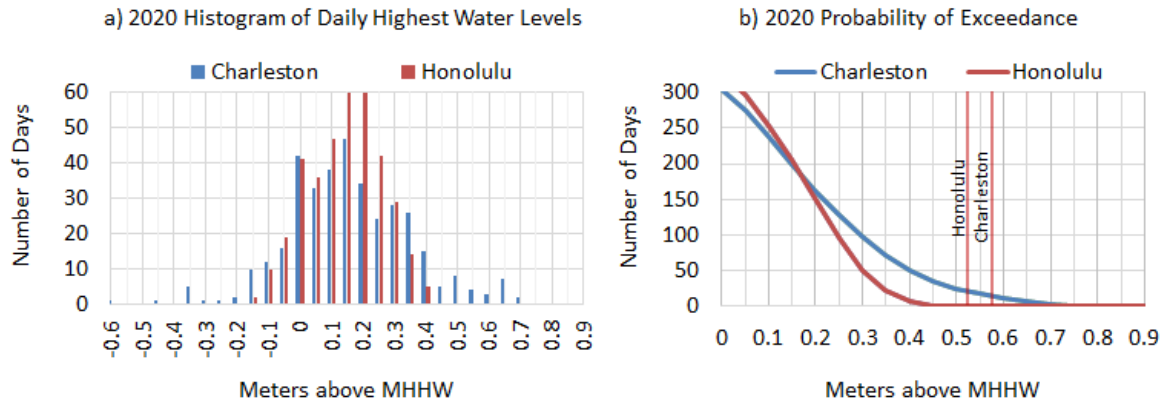 a) 2020 Histogram of Daily Highest Water Levels
Charleston Honolulu
Number of Days
60
50
40
30
20
10
0
-0.6 -0.5 -0.4 -0.3 -0.2 -0.1 0 0.1 0.2 0.3 0.4 0.5 0.6 0.7 0.8 0.9
Meters above MHHW
b) 2020 Probability of Exceedance
Charleston Honolulu
Number of Days
300
250
200
150
100
50
0
Honolulu
Charleston
0 0.1 0.2 0.3 0.4 0.5 0.6 0.7 0.8 0.9
Meters above MHHW